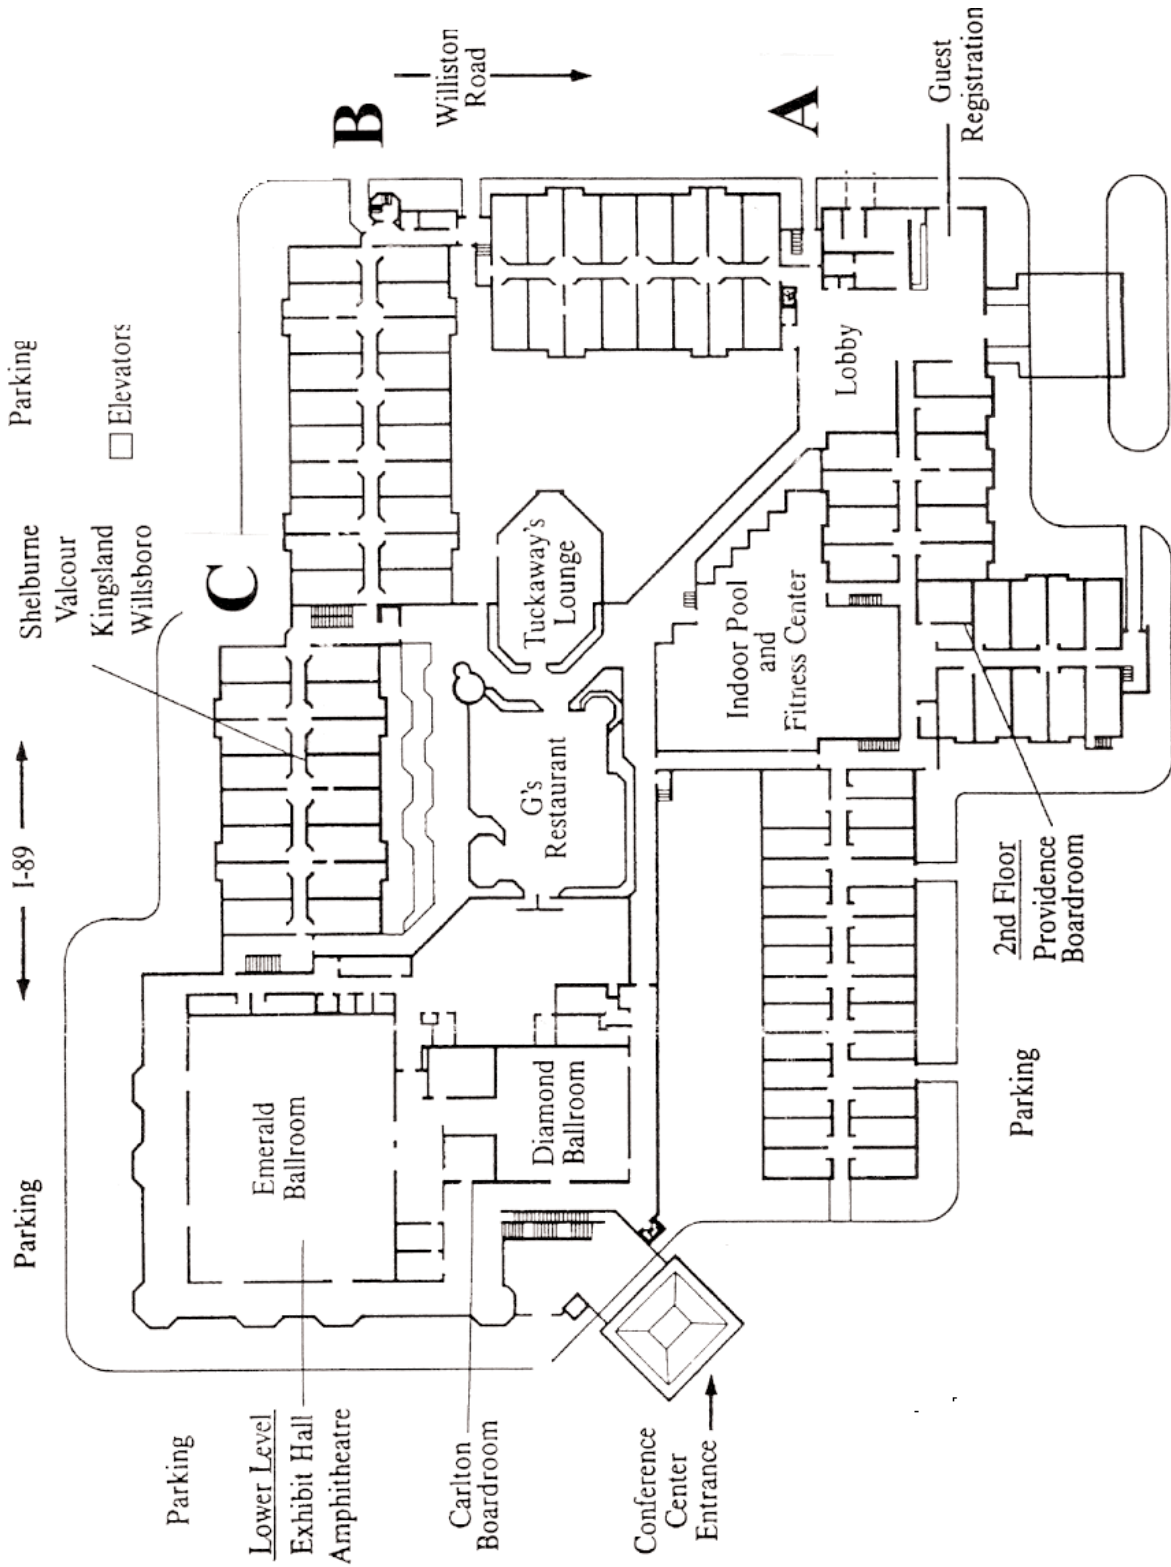 Parking
Parking
Parking
I-89
Shelburne
Valcour
Kingsland
Willsboro
Elevators
C
B
A
Williston
Road
Guest
Registration
Lobby
Tuckaway's
Lounge
Indoor Pool
and
Fitness Center
G's
Restaurant
Emerald
Ballroom
Diamond
Ballroom
2nd Floor
Providence
Boardroom
Parking
Lower Level
Exhibit Hall
Amphitheatre
Carlton
Boardroom
Conference
Center
Entrance